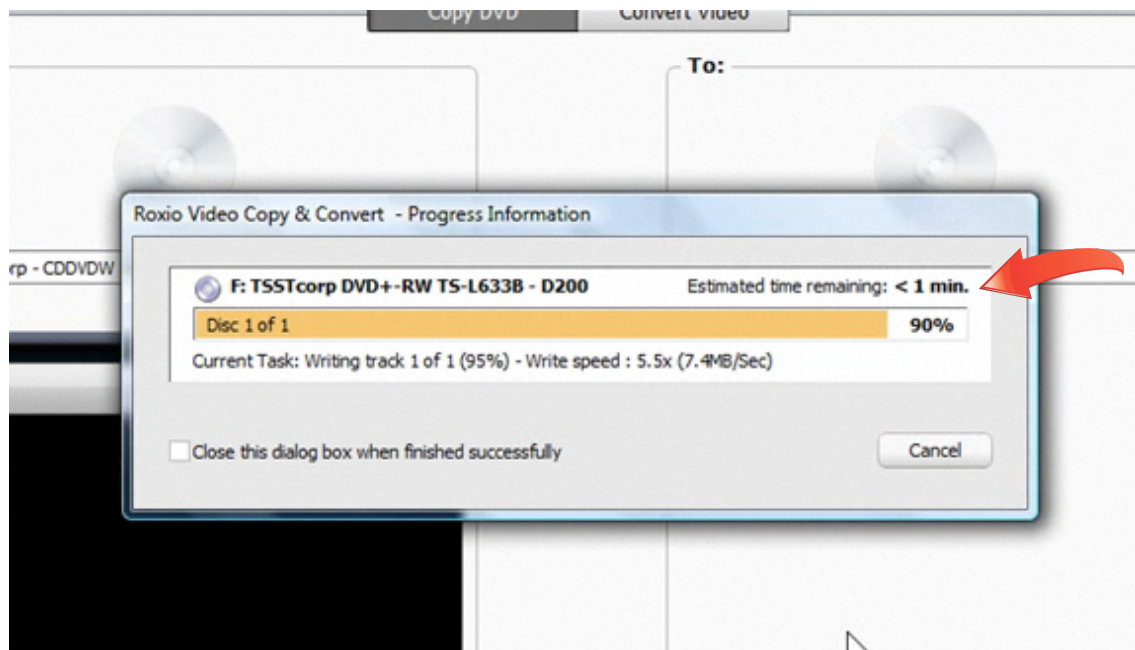 Copy DVD
Convert Video
To:
Roxio Video Copy & Convert - Progress Information
rp - CDDVDW
F: TSSTcorp DVD+-RW TS-L633B - D200
Estimated time remaining: < 1 min.
Disc 1 of 1
90%
Current Task: Writing track 1 of 1 (95%) - Write speed : 5.5x (7.4MB/Sec)
Close this dialog box when finished successfully
Cancel